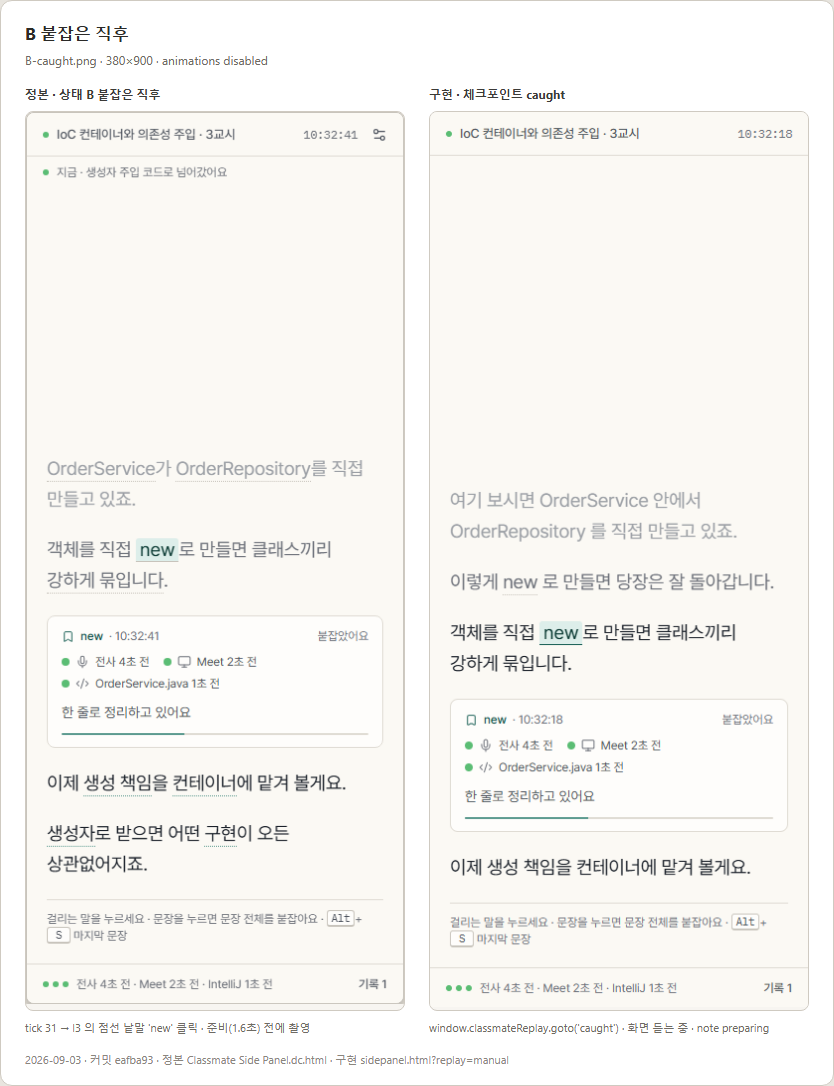 B 붙잡은 직후
B-caught.png · 380×900 · animations disabled
정본 · 상태 B 붙잡은 직후
IoC 컨테이너와 의존성 주입 · 3교시 10:32:41
지금 · 생성자 주입 코드로 넘어갔어요
OrderService가 OrderRepository를 직접
만들고 있죠.
객체를 직접 new 로 만들면 클래스끼리
강하게 묶입니다.
new · 10:32:41 붙잡았어요
전사 4초 전 Meet 2초 전
OrderService.java 1초 전
한 줄로 정리하고 있어요
이제 생성 책임을 컨테이너에 맡겨 볼게요.
생성자로 받으면 어떤 구현이 오든
상관없어지죠.
걸리는 말을 누르세요 · 문장을 누르면 문장 전체를 붙잡아요 · Alt +
S 마지막 문장
전사 4초 전 · Meet 2초 전 · IntelliJ 1초 전 기록 1
tick 31 → l3 의 점선 낱말 'new' 클릭 · 준비(1.6초) 전에 촬영
구현 · 체크포인트 caught
IoC 컨테이너와 의존성 주입 · 3교시 10:32:18
여기 보시면 OrderService 안에서
OrderRepository 를 직접 만들고 있죠.
이렇게 new 로 만들면 당장은 잘 돌아갑니다.
객체를 직접 new 로 만들면 클래스끼리
강하게 묶입니다.
new · 10:32:18 붙잡았어요
전사 4초 전 Meet 2초 전
OrderService.java 1초 전
한 줄로 정리하고 있어요
이제 생성 책임을 컨테이너에 맡겨 볼게요.
걸리는 말을 누르세요 · 문장을 누르면 문장 전체를 붙잡아요 · Alt +
S 마지막 문장
전사 4초 전 · Meet 2초 전 · IntelliJ 1초 전 기록 1
window.classmateReplay.goto('caught') · 화면 듣는 중 · note preparing
2026-09-03 · 커밋 eafba93 · 정본 Classmate Side Panel.dc.html · 구현 sidepanel.html?replay=manual